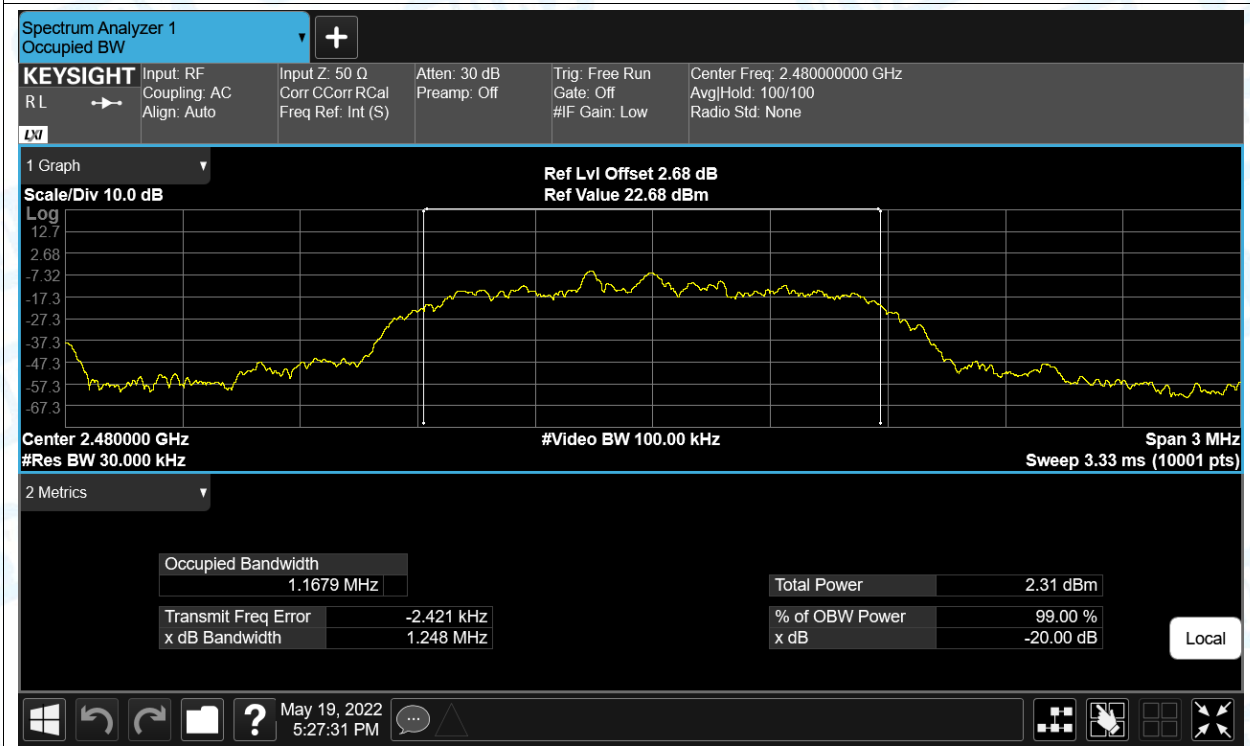 Spectrum Analyzer 1
Occupied BW
KEYSIGHT
R L
LXI
Input: RF
Coupling: AC
Align: Auto
Input Z: 50 Ω
Corr CCorr RCal
Freq Ref: Int (S)
Atten: 30 dB
Preamp: Off
Trig: Free Run
Gate: Off
#IF Gain: Low
Center Freq: 2.480000000 GHz
Avg|Hold: 100/100
Radio Std: None
1 Graph
Scale/Div 10.0 dB
Ref Lvl Offset 2.68 dB
Ref Value 22.68 dBm
Log
12.7
2.68
-7.32
-17.3
-27.3
-37.3
-47.3
-57.3
-67.3
Center 2.480000 GHz
#Video BW 100.00 kHz
Span 3 MHz
#Res BW 30.000 kHz
Sweep 3.33 ms (10001 pts)
2 Metrics
Occupied Bandwidth
1.1679 MHz
Transmit Freq Error -2.421 kHz
x dB Bandwidth 1.248 MHz
Total Power 2.31 dBm
% of OBW Power 99.00 %
x dB -20.00 dB
Local
?
May 19, 2022
5:27:31 PM